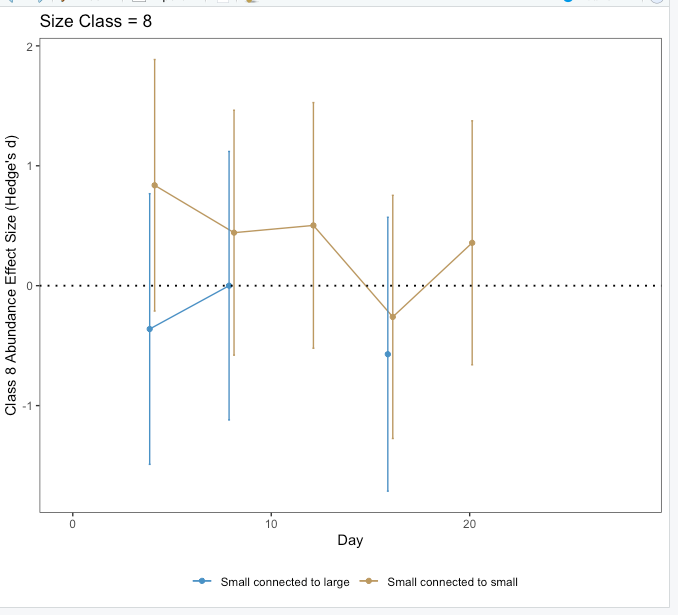 Size Class = 8
Class 8 Abundance Effect Size (Hedge's d)
2
1
0
-1
0 10 20
Day
Small connected to large Small connected to small